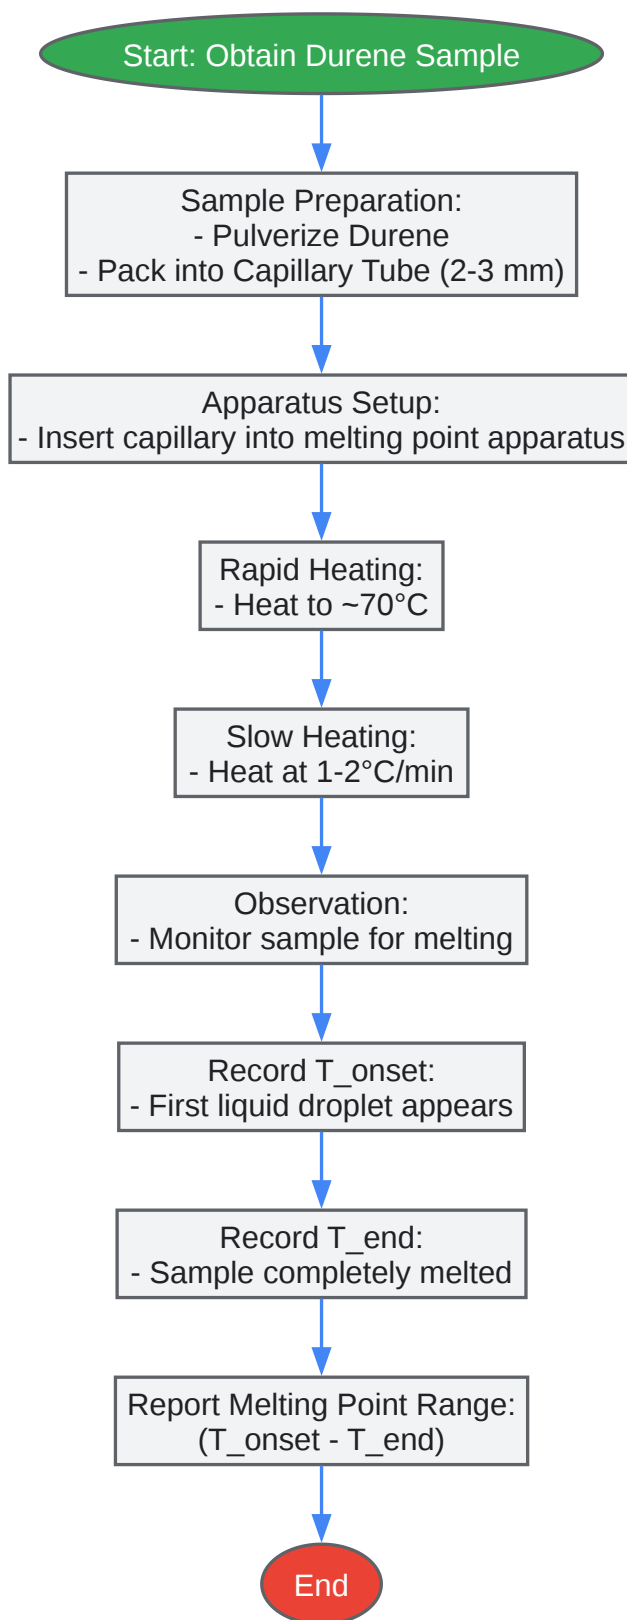 Start: Obtain Durene Sample
Sample Preparation:
- Pulverize Durene
- Pack into Capillary Tube (2-3 mm)
Apparatus Setup:
- Insert capillary into melting point apparatus
Rapid Heating:
- Heat to ~70°C
Slow Heating:
- Heat at 1-2°C/min
Observation:
- Monitor sample for melting
Record T_onset:
- First liquid droplet appears
Record T_end:
- Sample completely melted
Report Melting Point Range:
(T_onset - T_end)
End